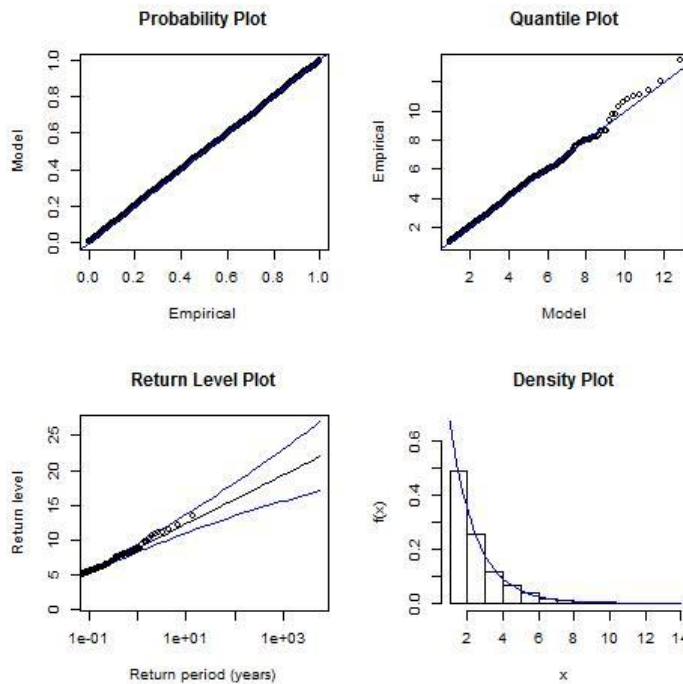 Probability Plot
Model
0.0 0.2 0.4 0.6 0.8 1.0
0.0 0.2 0.4 0.6 0.8 1.0
Empirical
Quantile Plot
Empirical
2 4 6 8 10
2 4 6 8 10 12
Model
Return Level Plot
Return level
0 5 10 15 20 25
1e-01 1e+01 1e+03
Return period (years)
Density Plot
f(x)
0.0 0.2 0.4 0.6
2 4 6 8 10 14
x